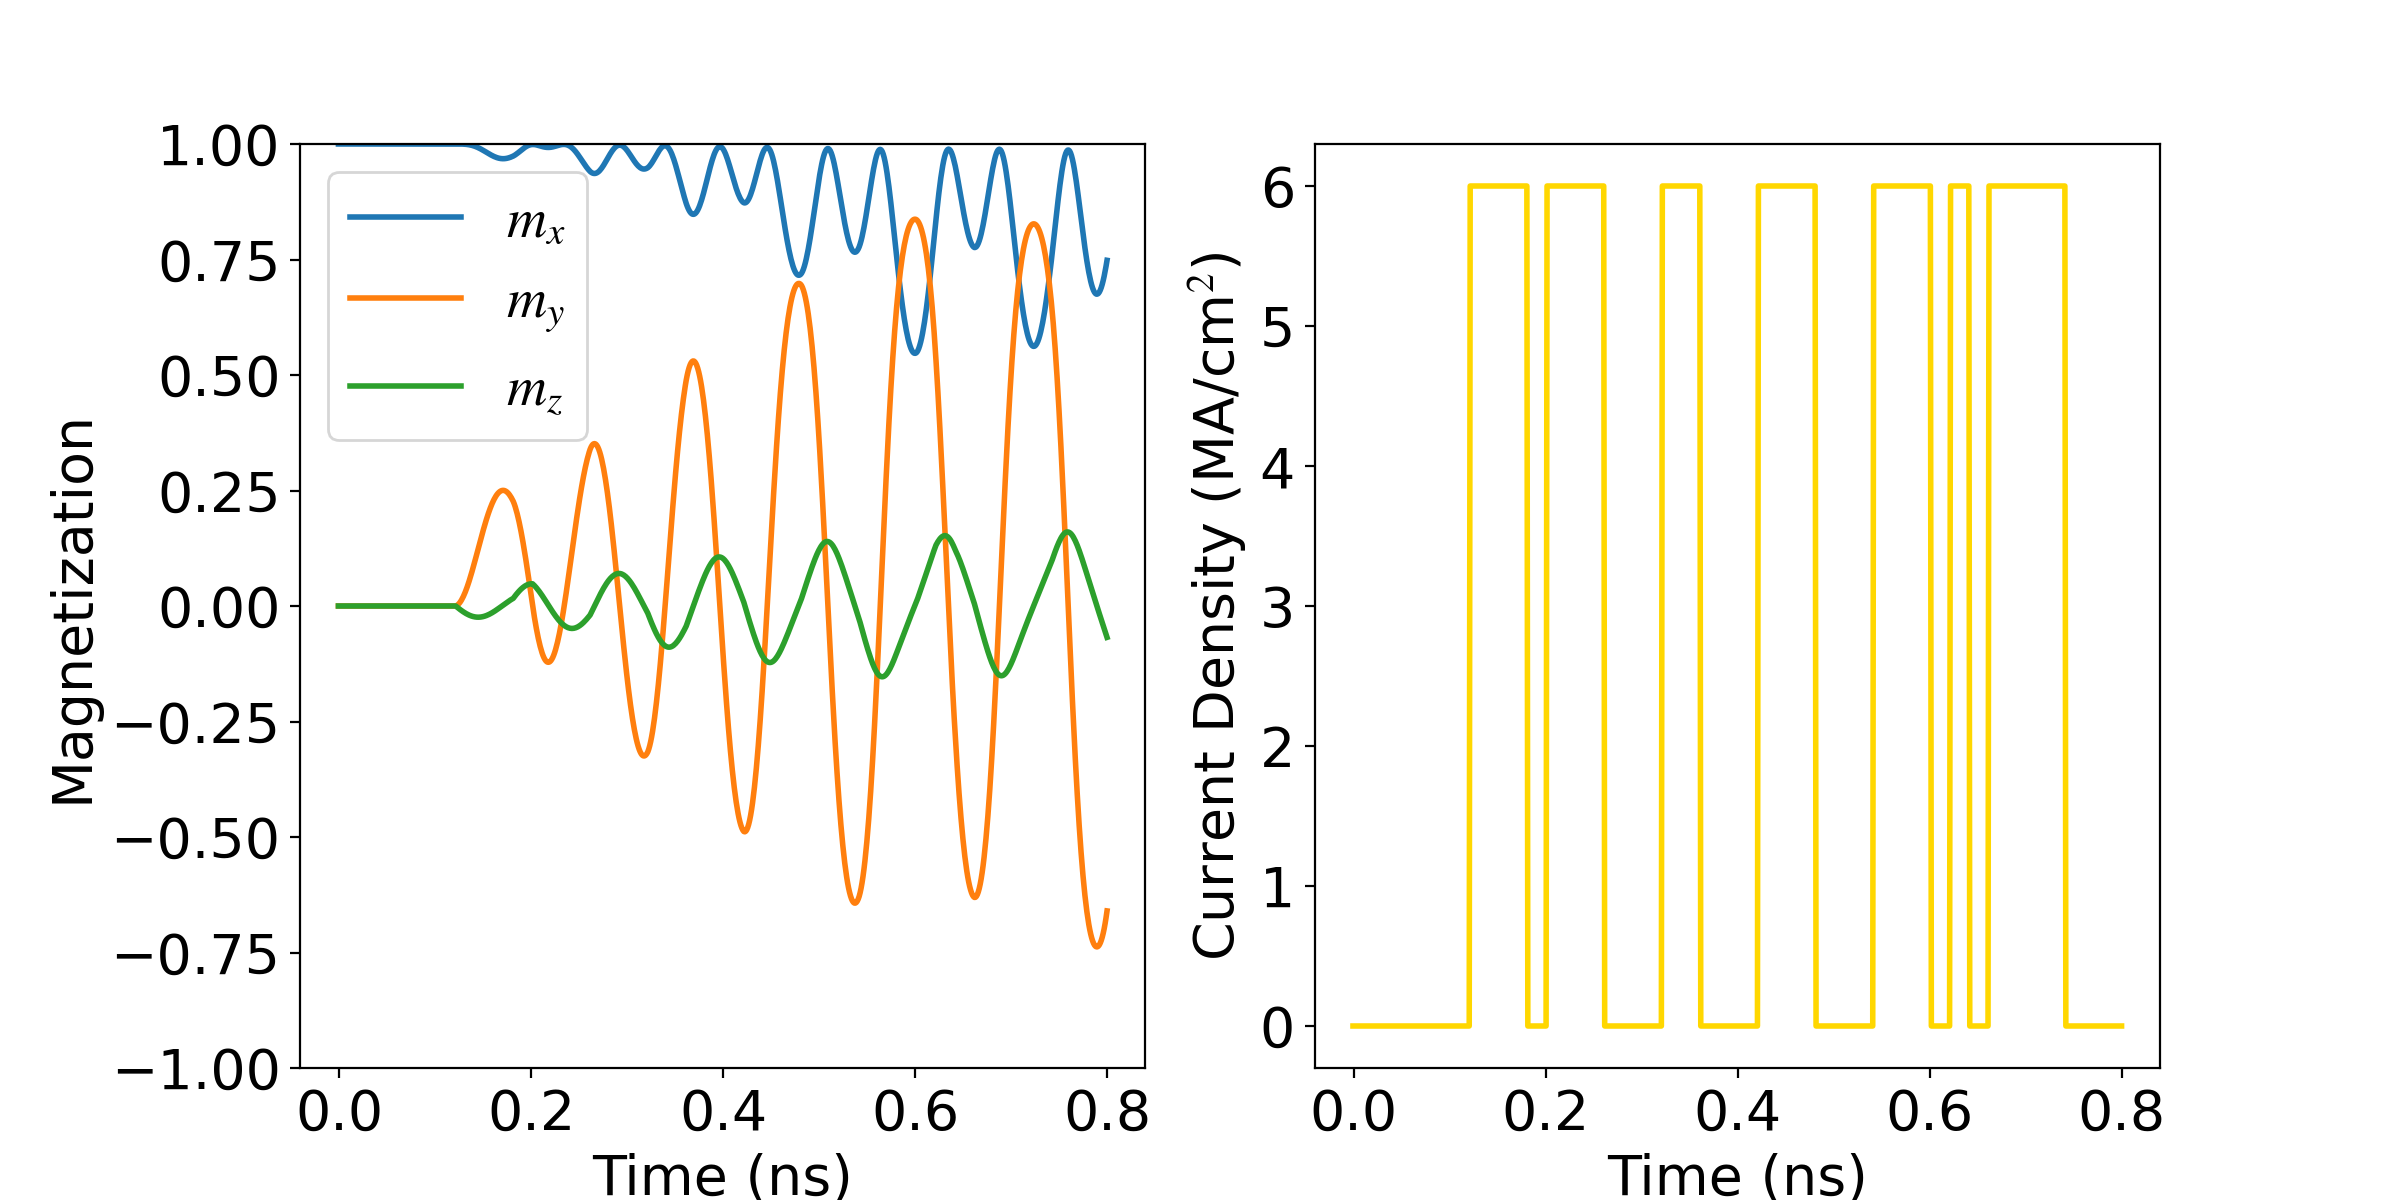 1.00
0.75
0.50
0.25
0.00
−0.25
−0.50
−0.75
−1.00
Magnetization
m_x
m_y
m_z
0.0 0.2 0.4 0.6 0.8
Time (ns)
6
5
4
3
2
1
0
Current Density (MA/cm²)
0.0 0.2 0.4 0.6 0.8
Time (ns)